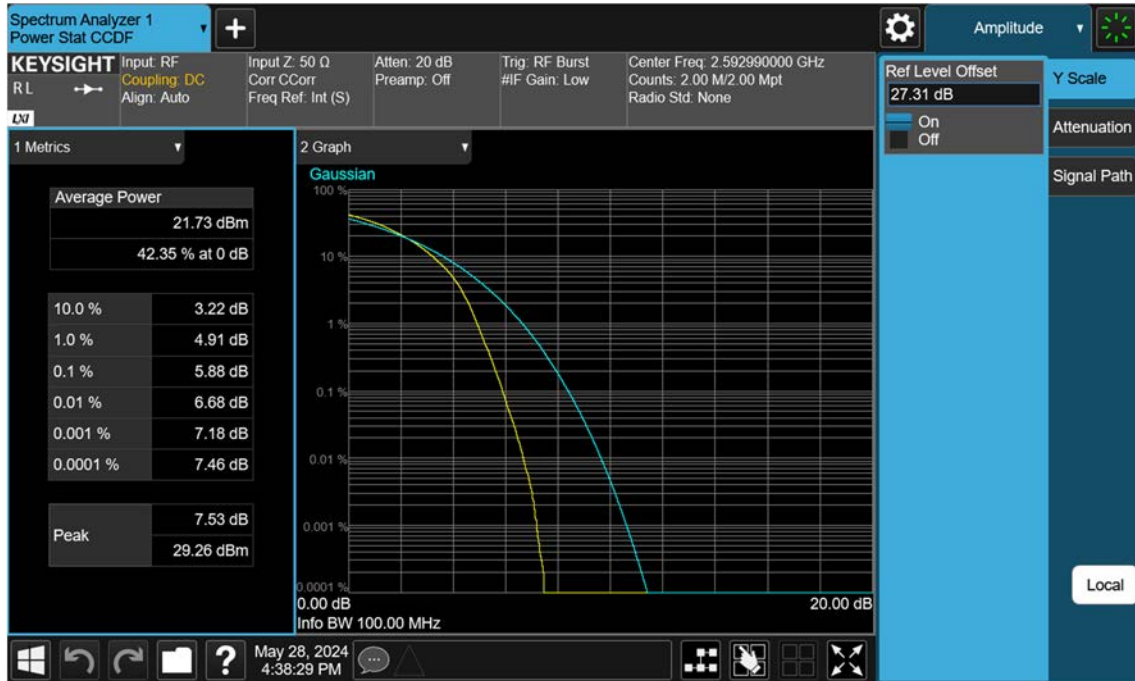 Spectrum Analyzer 1
Power Stat CCDF
Amplitude
KEYSIGHT
R L
LXI
Input: RF
Coupling: DC
Align: Auto
Input Z: 50 Ω
Corr CCorr
Freq Ref: Int (S)
Atten: 20 dB
Preamp: Off
Trig: RF Burst
#IF Gain: Low
Center Freq: 2.592990000 GHz
Counts: 2.00 M/2.00 Mpt
Radio Std: None
Ref Level Offset
27.31 dB
On
Off
Y Scale
Attenuation
Signal Path
1 Metrics
Average Power
21.73 dBm
42.35 % at 0 dB
10.0 % 3.22 dB
1.0 % 4.91 dB
0.1 % 5.88 dB
0.01 % 6.68 dB
0.001 % 7.18 dB
0.0001 % 7.46 dB
Peak
7.53 dB
29.26 dBm
2 Graph
Gaussian
100 %
10 %
1 %
0.1 %
0.01 %
0.001 %
0.0001 %
0.00 dB 20.00 dB
Info BW 100.00 MHz
Local
?
May 28, 2024
4:38:29 PM